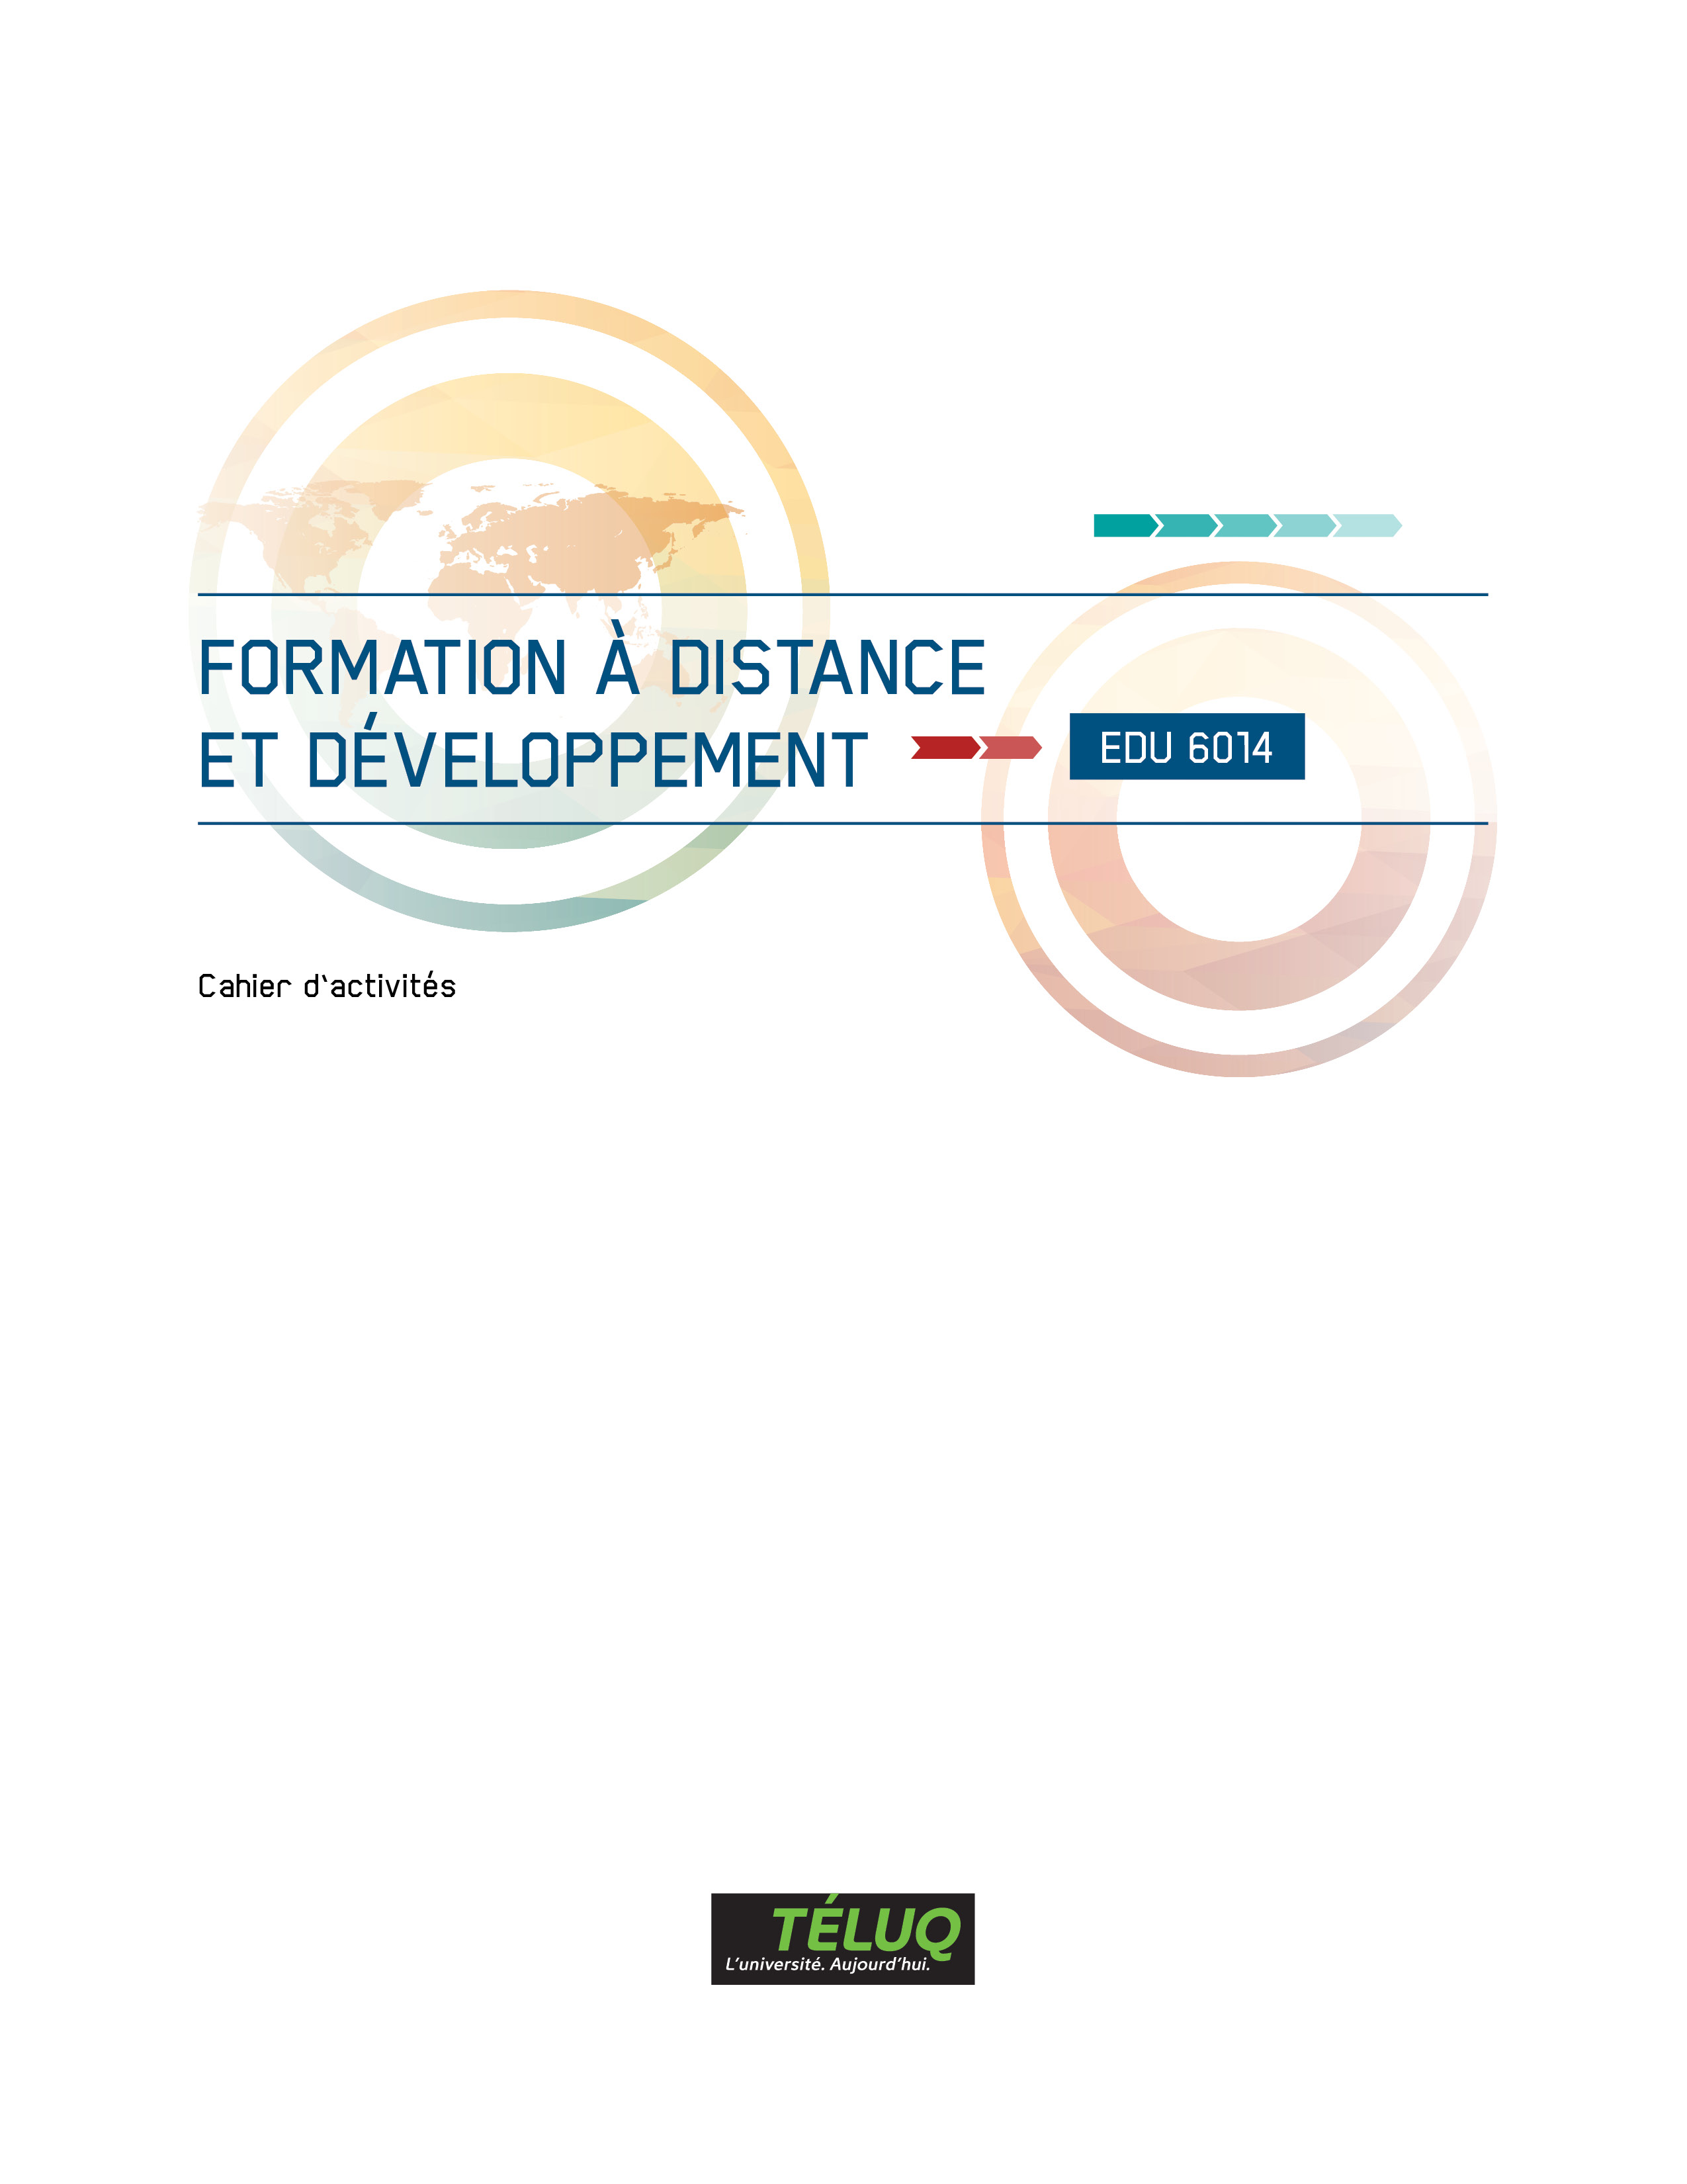 FORMATION À DISTANCE
ET DÉVELOPPEMENT
EDU 6014
Cahier d'activités
TÉLUQ
L'université. Aujourd'hui.